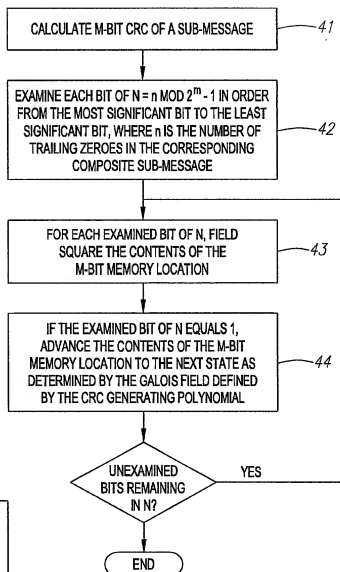 CALCULATE M-BIT CRC OF A SUB-MESSAGE
41
EXAMINE EACH BIT OF N = n MOD 2^m - 1 IN ORDER
FROM THE MOST SIGNIFICANT BIT TO THE LEAST
SIGNIFICANT BIT, WHERE n IS THE NUMBER OF
TRAILING ZEROES IN THE CORRESPONDING
COMPOSITE SUB-MESSAGE
42
FOR EACH EXAMINED BIT OF N, FIELD
SQUARE THE CONTENTS OF THE
M-BIT MEMORY LOCATION
43
IF THE EXAMINED BIT OF N EQUALS 1,
ADVANCE THE CONTENTS OF THE M-BIT
MEMORY LOCATION TO THE NEXT STATE AS
DETERMINED BY THE GALOIS FIELD DEFINED
BY THE CRC GENERATING POLYNOMIAL
44
UNEXAMINED
BITS REMAINING
IN N?
YES
END